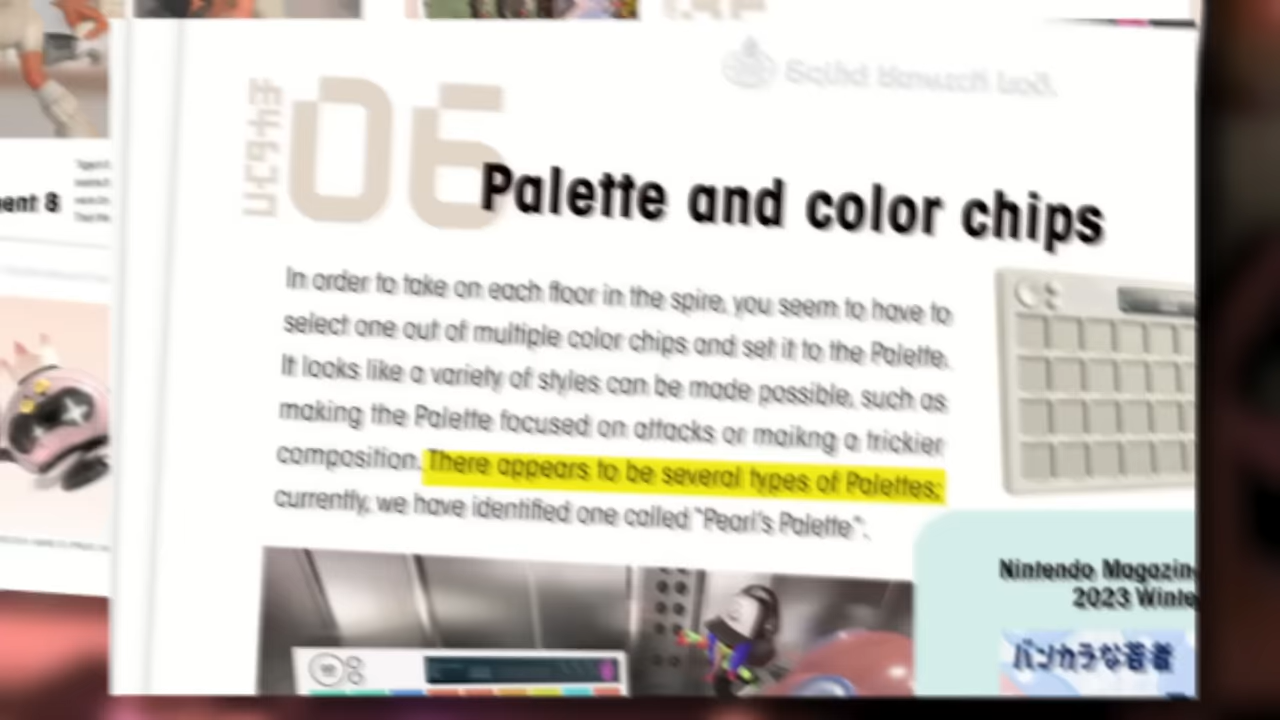 06
Palette and color chips
In order to take on each floor in the spire, you seem to have to
select one out of multiple color chips and set it to the Palette.
It looks like a variety of styles can be made possible, such as
making the Palette focused on attacks or maikng a trickier
composition. There appears to be several types of Palettes;
currently, we have identified one called "Pearl's Palette".
ent 8
Nintendo Magazin
2023 Winte
バンカラな若者